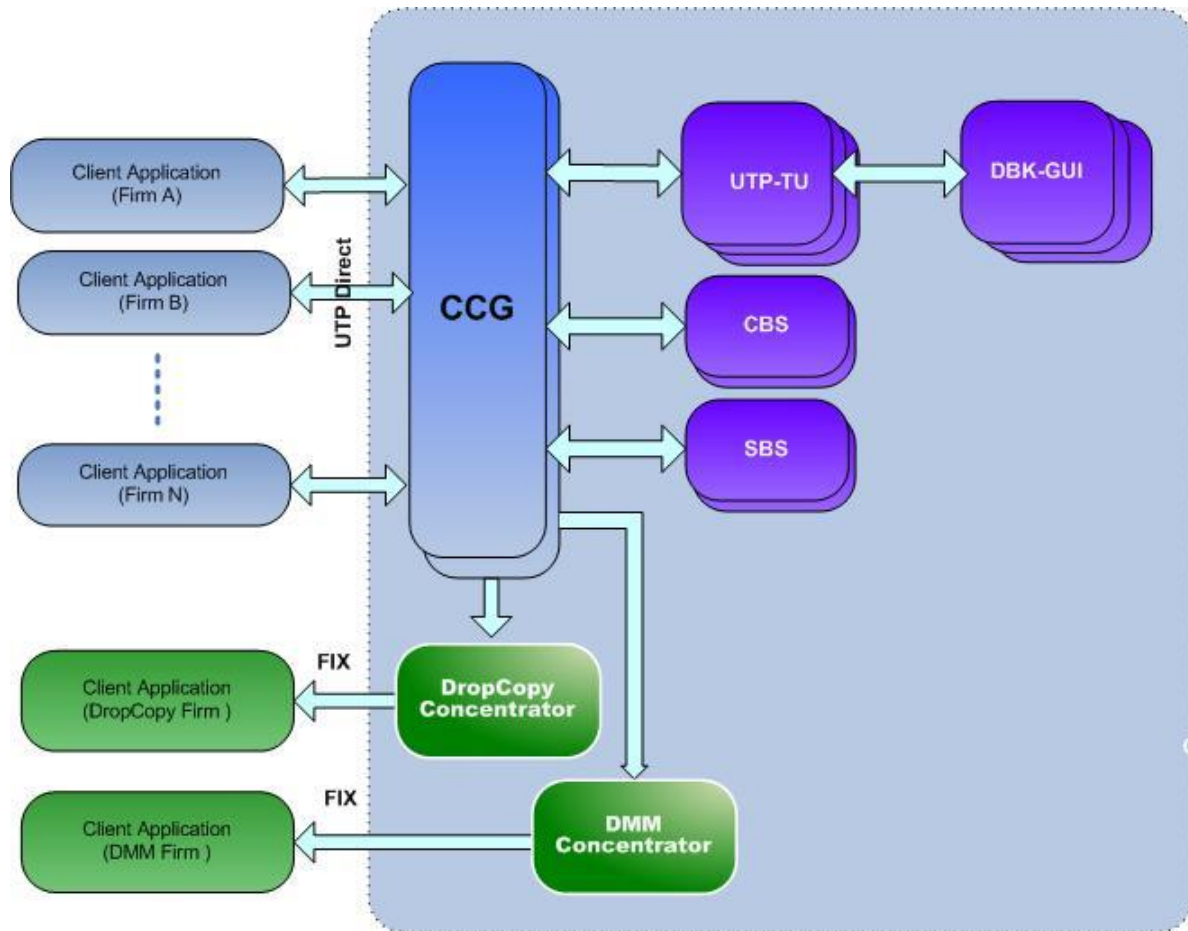 Client Application
(Firm A)
Client Application
(Firm B)
Client Application
(Firm N)
UTP Direct
CCG
UTP-TU
DBK-GUI
CBS
SBS
FIX
Client Application
(DropCopy Firm )
DropCopy
Concentrator
FIX
Client Application
(DMM Firm )
DMM
Concentrator